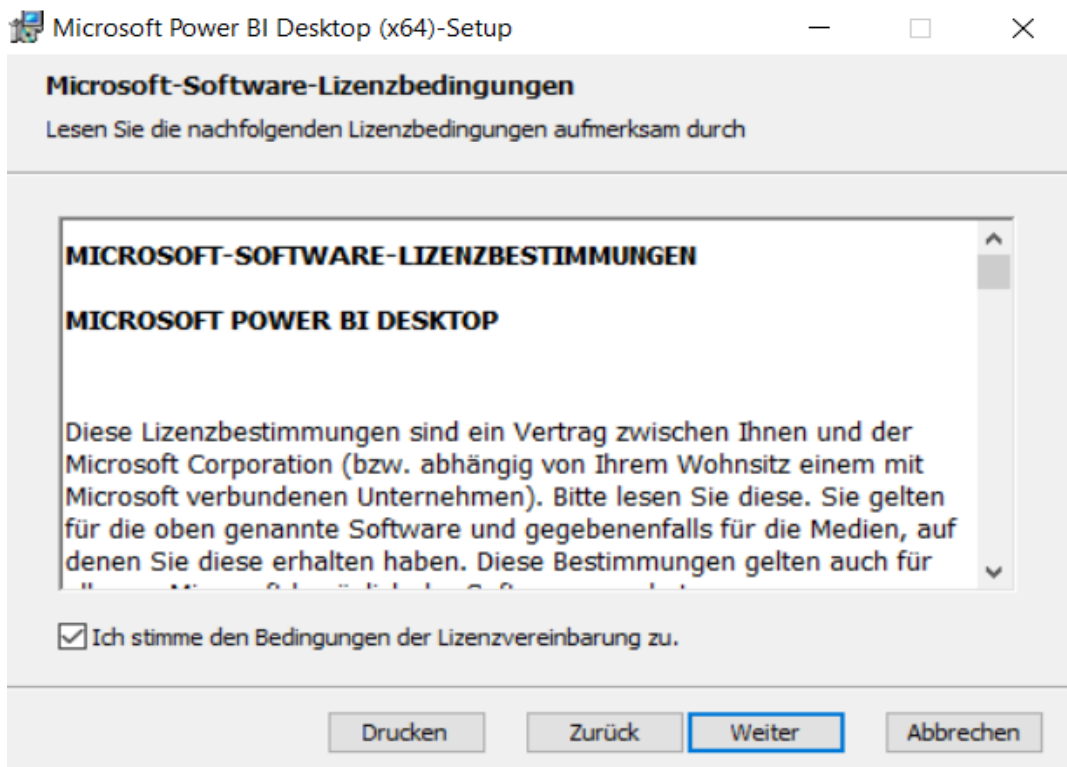 Microsoft Power BI Desktop (x64)-Setup
Microsoft-Software-Lizenzbedingungen
Lesen Sie die nachfolgenden Lizenzbedingungen aufmerksam durch
MICROSOFT-SOFTWARE-LIZENZBESTIMMUNGEN
MICROSOFT POWER BI DESKTOP
Diese Lizenzbestimmungen sind ein Vertrag zwischen Ihnen und der
Microsoft Corporation (bzw. abhängig von Ihrem Wohnsitz einem mit
Microsoft verbundenen Unternehmen). Bitte lesen Sie diese. Sie gelten
für die oben genannte Software und gegebenenfalls für die Medien, auf
denen Sie diese erhalten haben. Diese Bestimmungen gelten auch für
Ich stimme den Bedingungen der Lizenzvereinbarung zu.
Drucken
Zurück
Weiter
Abbrechen